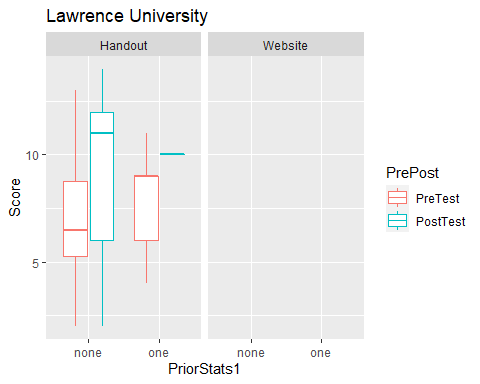 Lawrence University
Handout
Website
Score
10
5
none
one
none
one
PriorStats1
PrePost
PreTest
PostTest